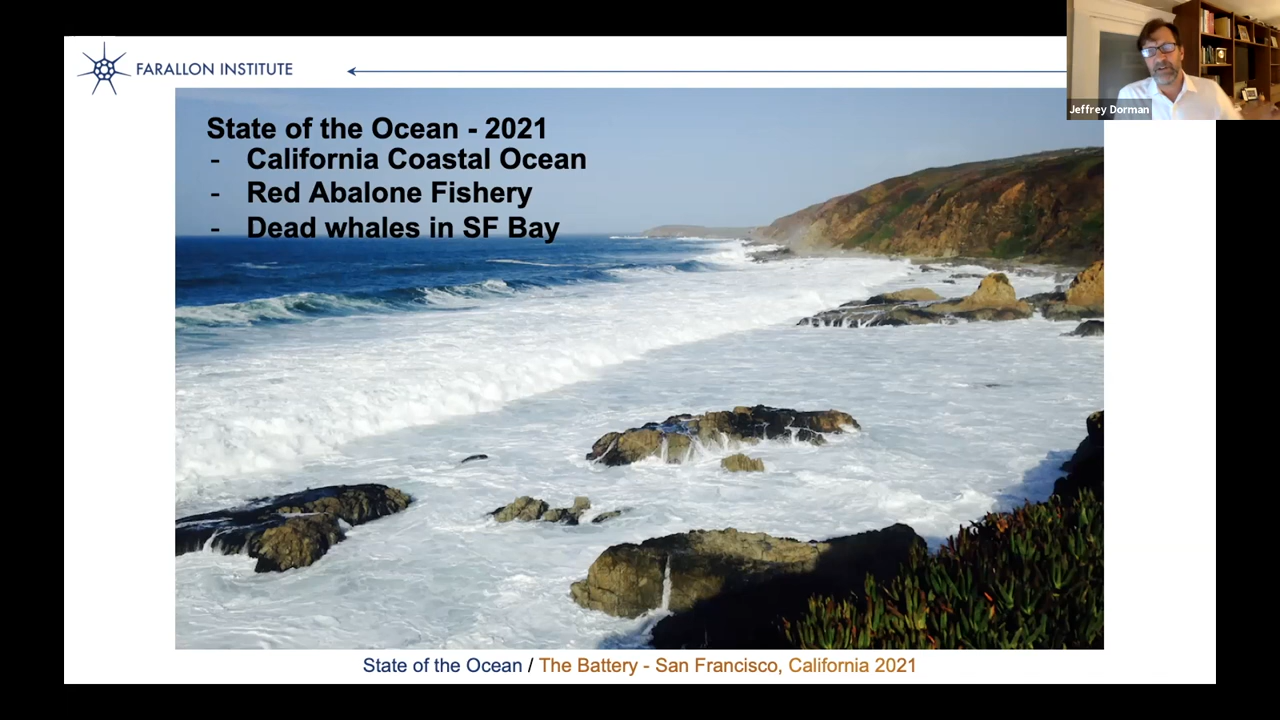 FARALLON INSTITUTE
Jeffrey Dorman
State of the Ocean - 2021
- California Coastal Ocean
- Red Abalone Fishery
- Dead whales in SF Bay
State of the Ocean / The Battery - San Francisco, California 2021